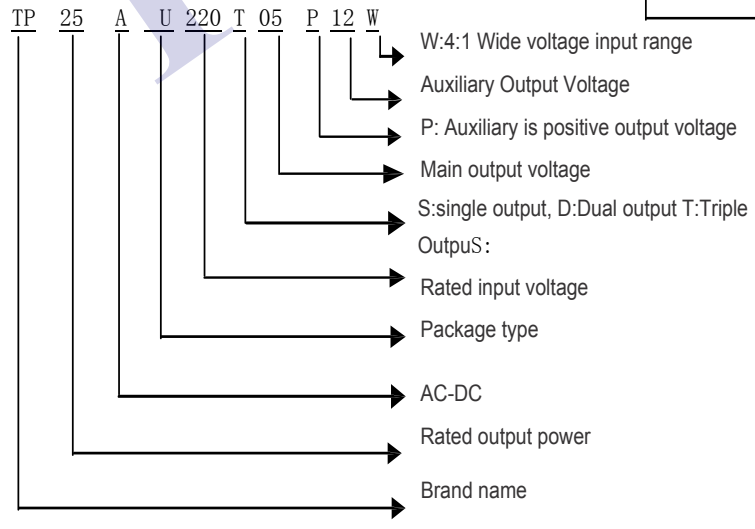 TP 25 A U 220 T 05 P 12 W
W:4:1 Wide voltage input range
Auxiliary Output Voltage
P: Auxiliary is positive output voltage
Main output voltage
S:single output, D:Dual output T:Triple
OutpuS:
Rated input voltage
Package type
AC-DC
Rated output power
Brand name